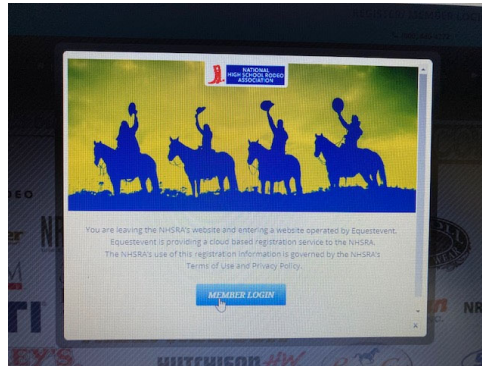 NATIONAL
HIGH SCHOOL RODEO
ASSOCIATION
You are leaving the NHSRA's website and entering a website operated by Equestevent.
Equestevent is providing a cloud based registration service to the NHSRA.
The NHSRA's use of this registration information is governed by the NHSRA's
Terms of Use and Privacy Policy.
MEMBER LOGIN
x
HUTCHISON HW